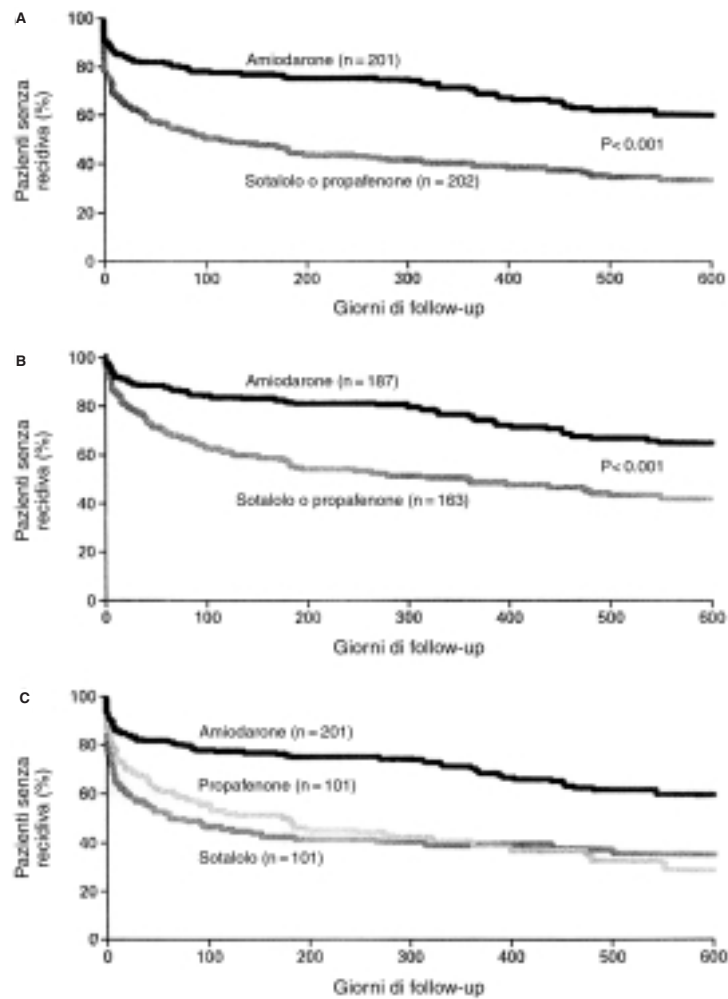 A
100
80
60
40
20
0
Pazienti senza
recidiva (%)
Amiodarone (n = 201)
P< 0.001
Sotalolo o propafenone (n = 202)
0 100 200 300 400 500 600
Giorni di follow-up
B
100
80
60
40
20
0
Pazienti senza
recidiva (%)
Amiodarone (n = 187)
P< 0.001
Sotalolo o propafenone (n = 163)
0 100 200 300 400 500 600
Giorni di follow-up
C
100
80
60
40
20
0
Pazienti senza
recidiva (%)
Amiodarone (n = 201)
Propafenone (n = 101)
Sotalolo (n = 101)
0 100 200 300 400 500 600
Giorni di follow-up